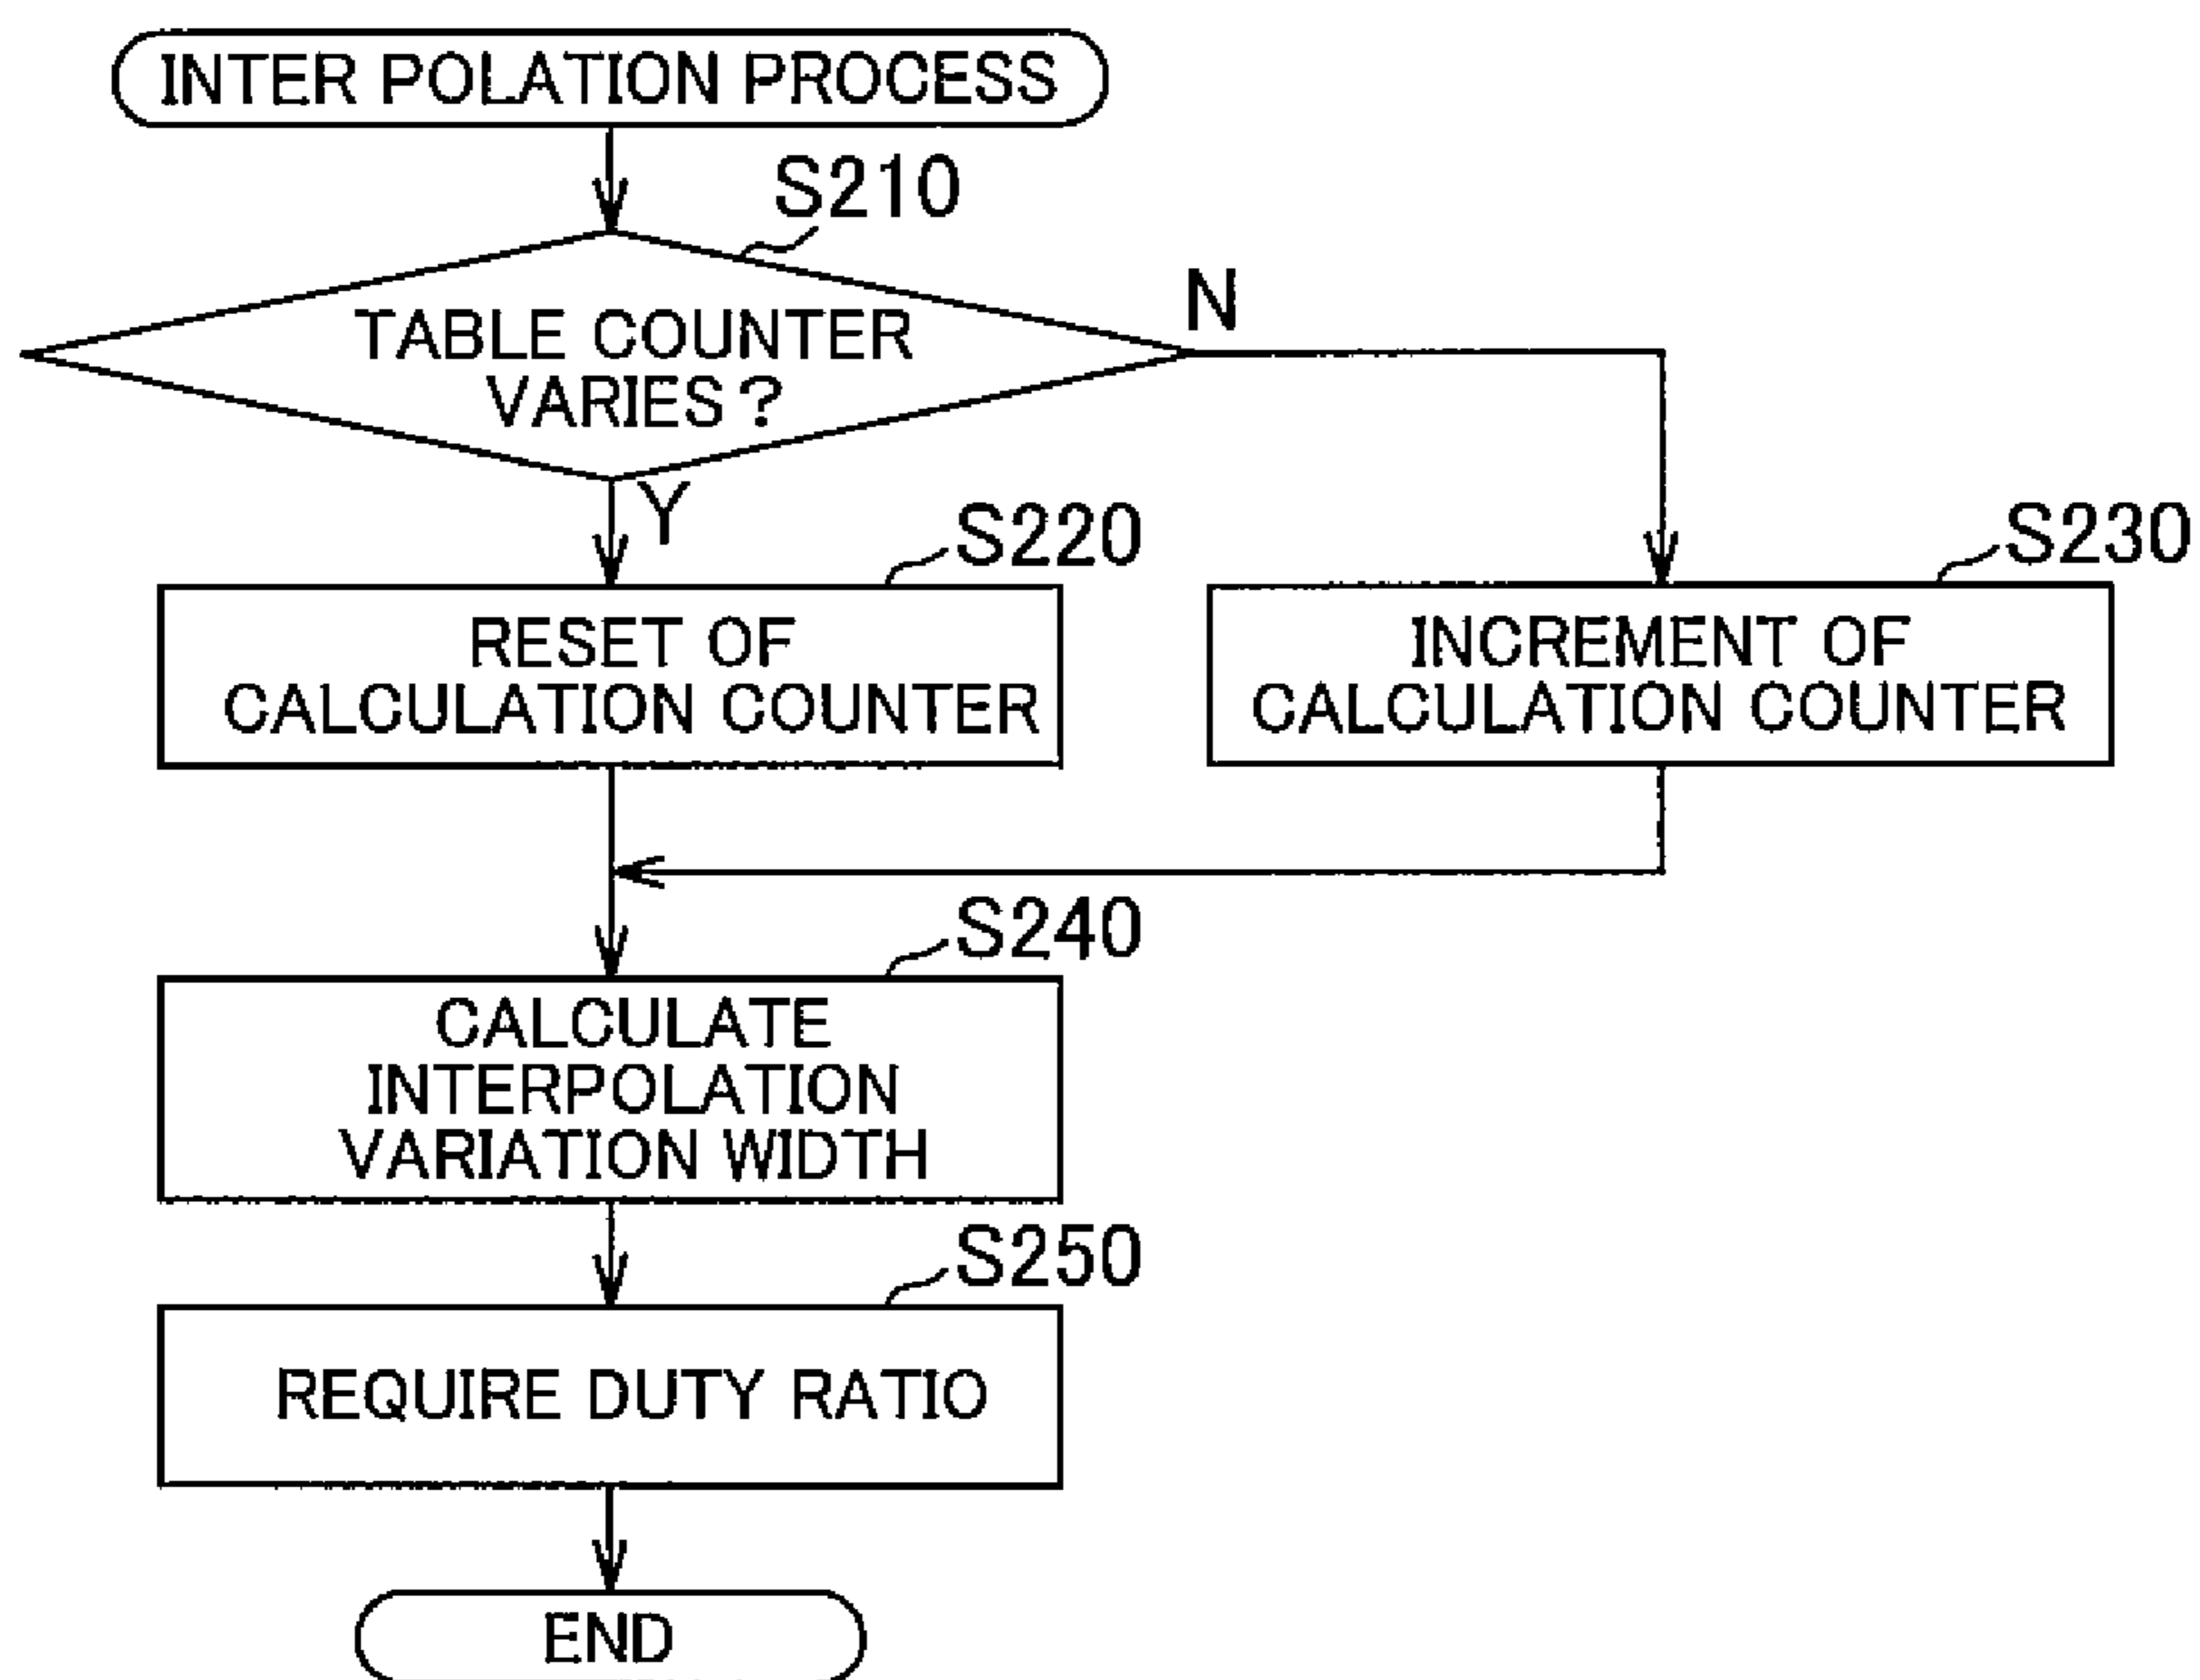 INTER POLATION PROCESS
S210
TABLE COUNTER
VARIES?
N
Y
S220
RESET OF
CALCULATION COUNTER
S230
INCREMENT OF
CALCULATION COUNTER
S240
CALCULATE
INTERPOLATION
VARIATION WIDTH
S250
REQUIRE DUTY RATIO
END